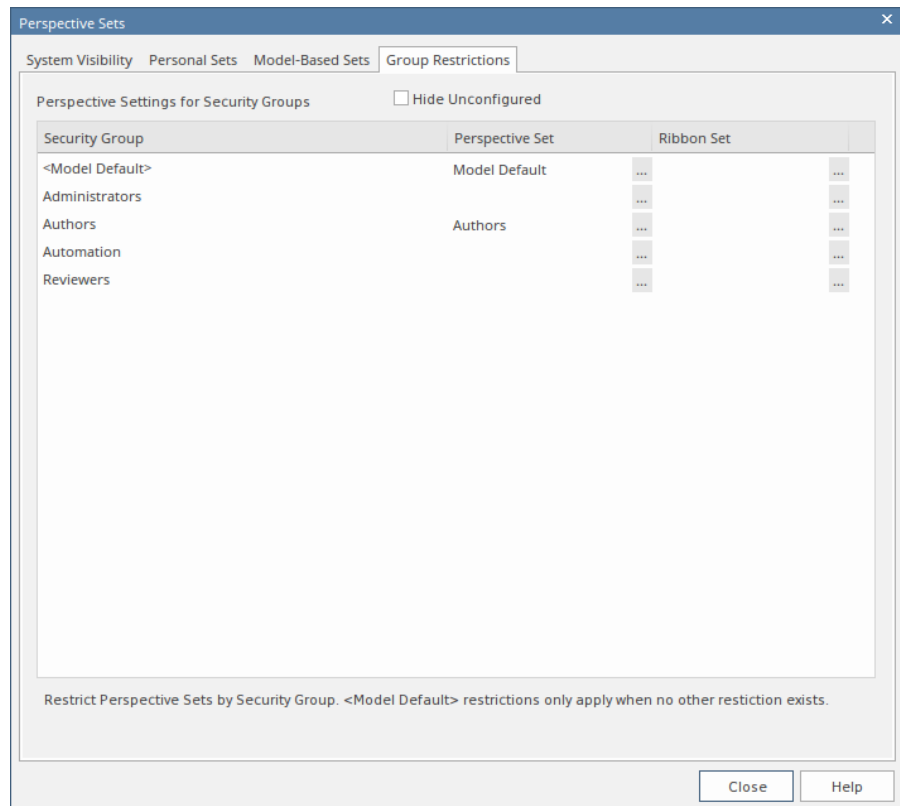 Perspective Sets
System Visibility Personal Sets Model-Based Sets Group Restrictions
Perspective Settings for Security Groups Hide Unconfigured
Security Group Perspective Set Ribbon Set
<Model Default> Model Default ... ...
Administrators ... ...
Authors Authors ... ...
Automation ... ...
Reviewers ... ...
Restrict Perspective Sets by Security Group. <Model Default> restrictions only apply when no other restiction exists.
Close Help